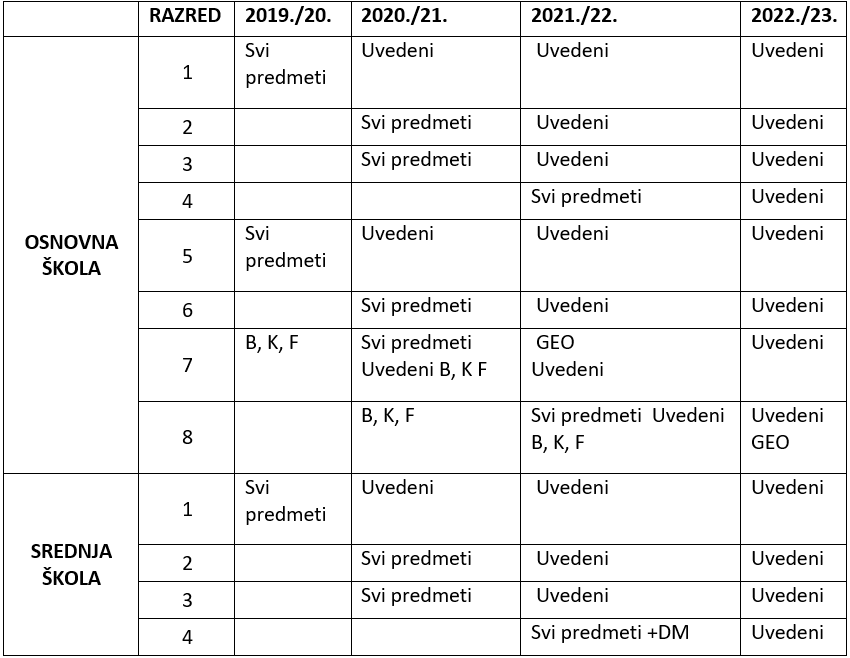 RAZRED 2019./20. 2020./21. 2021./22. 2022./23.
OSNOVNA ŠKOLA
1 Svi predmeti Uvedeni Uvedeni Uvedeni
2 Svi predmeti Uvedeni Uvedeni
3 Svi predmeti Uvedeni Uvedeni
4 Svi predmeti Uvedeni
5 Svi predmeti Uvedeni Uvedeni Uvedeni
6 Svi predmeti Uvedeni Uvedeni
7 B, K, F Svi predmeti Uvedeni B, K F GEO Uvedeni Uvedeni
8 B, K, F Svi predmeti Uvedeni B, K, F Uvedeni GEO
SREDNJA ŠKOLA
1 Svi predmeti Uvedeni Uvedeni Uvedeni
2 Svi predmeti Uvedeni Uvedeni
3 Svi predmeti Uvedeni Uvedeni
4 Svi predmeti +DM Uvedeni